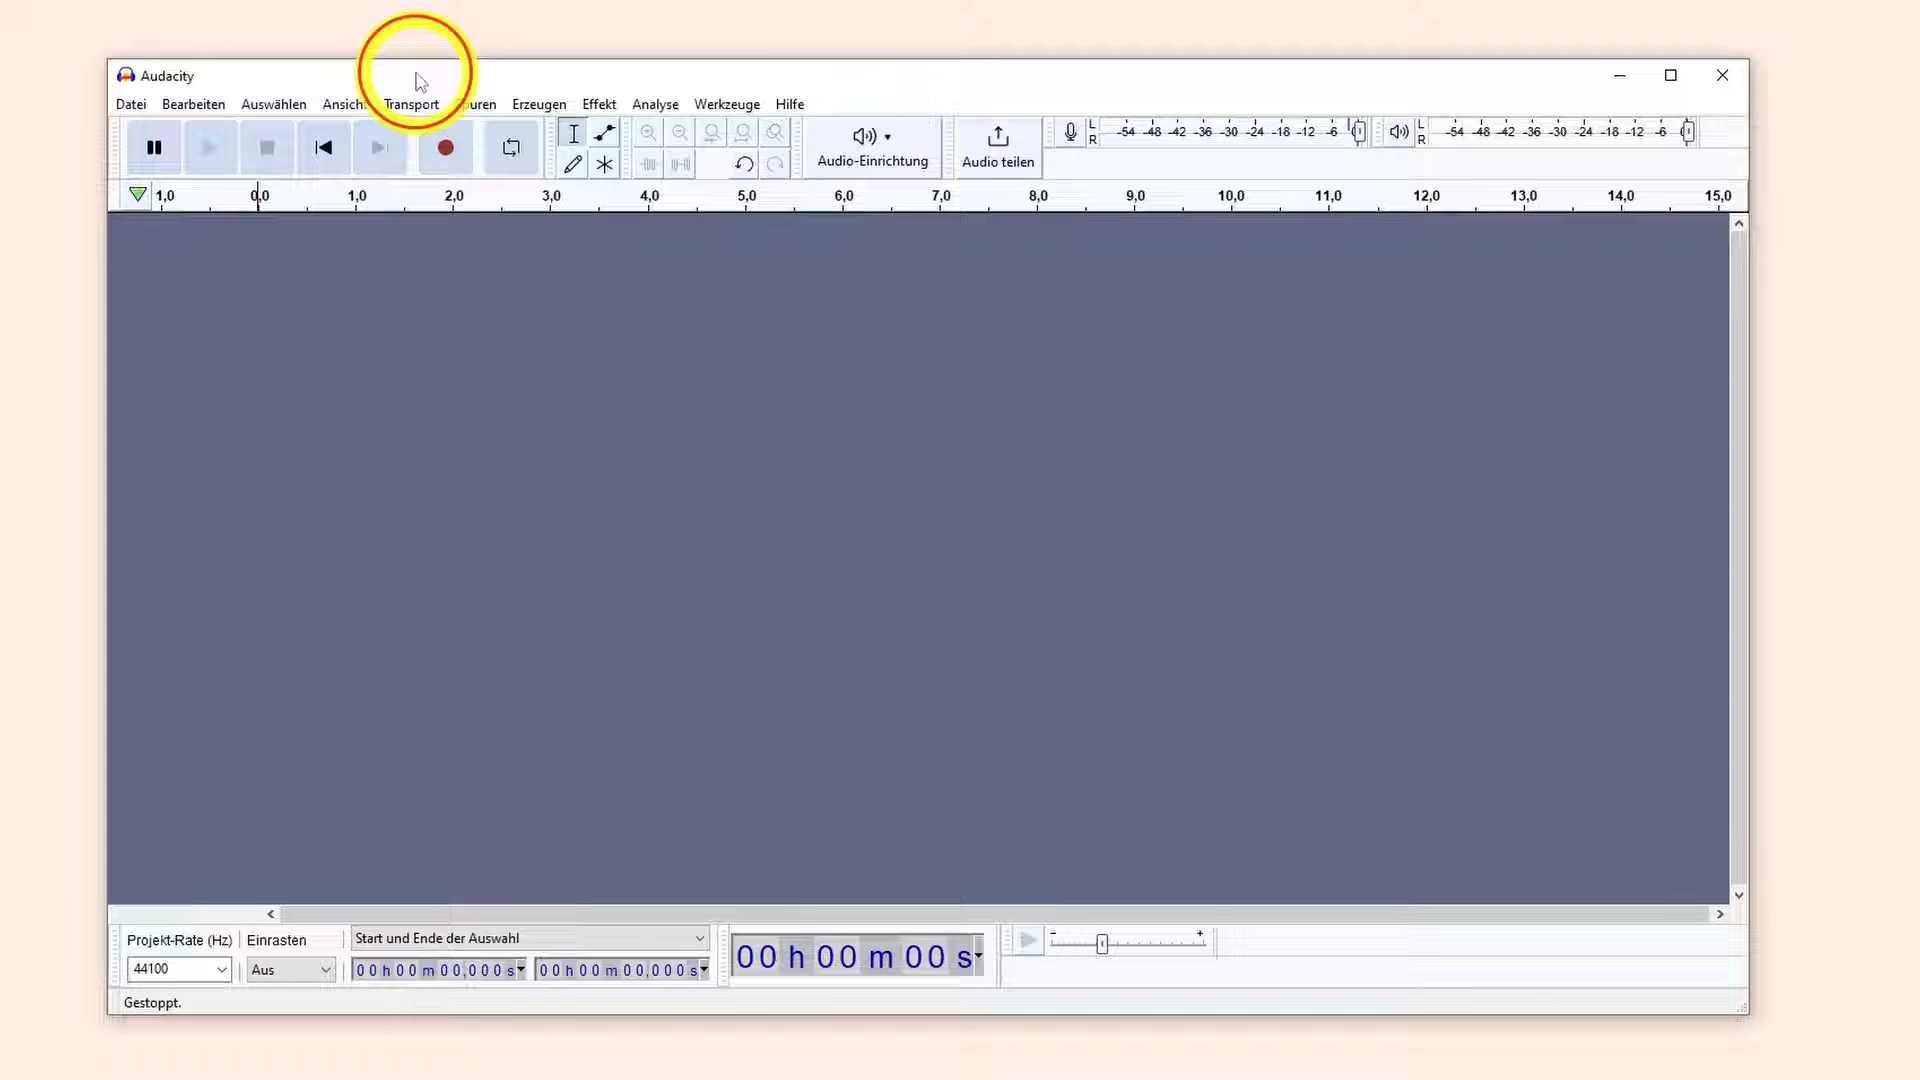 Audacity
Datei Bearbeiten Auswählen Ansicht Transport Spuren Erzeugen Effekt Analyse Werkzeuge Hilfe
Audio-Einrichtung
Audio teilen
L
R
-54 -48 -42 -36 -30 -24 -18 -12 -6
L
R
-54 -48 -42 -36 -30 -24 -18 -12 -6
1,0 0,0 1,0 2,0 3,0 4,0 5,0 6,0 7,0 8,0 9,0 10,0 11,0 12,0 13,0 14,0 15,0
Projekt-Rate (Hz) Einrasten
Start und Ende der Auswahl
44100
Aus
00 h 00 m 00,000 s
00 h 00 m 00,000 s
00 h 00 m 00 s
- +
Gestoppt.